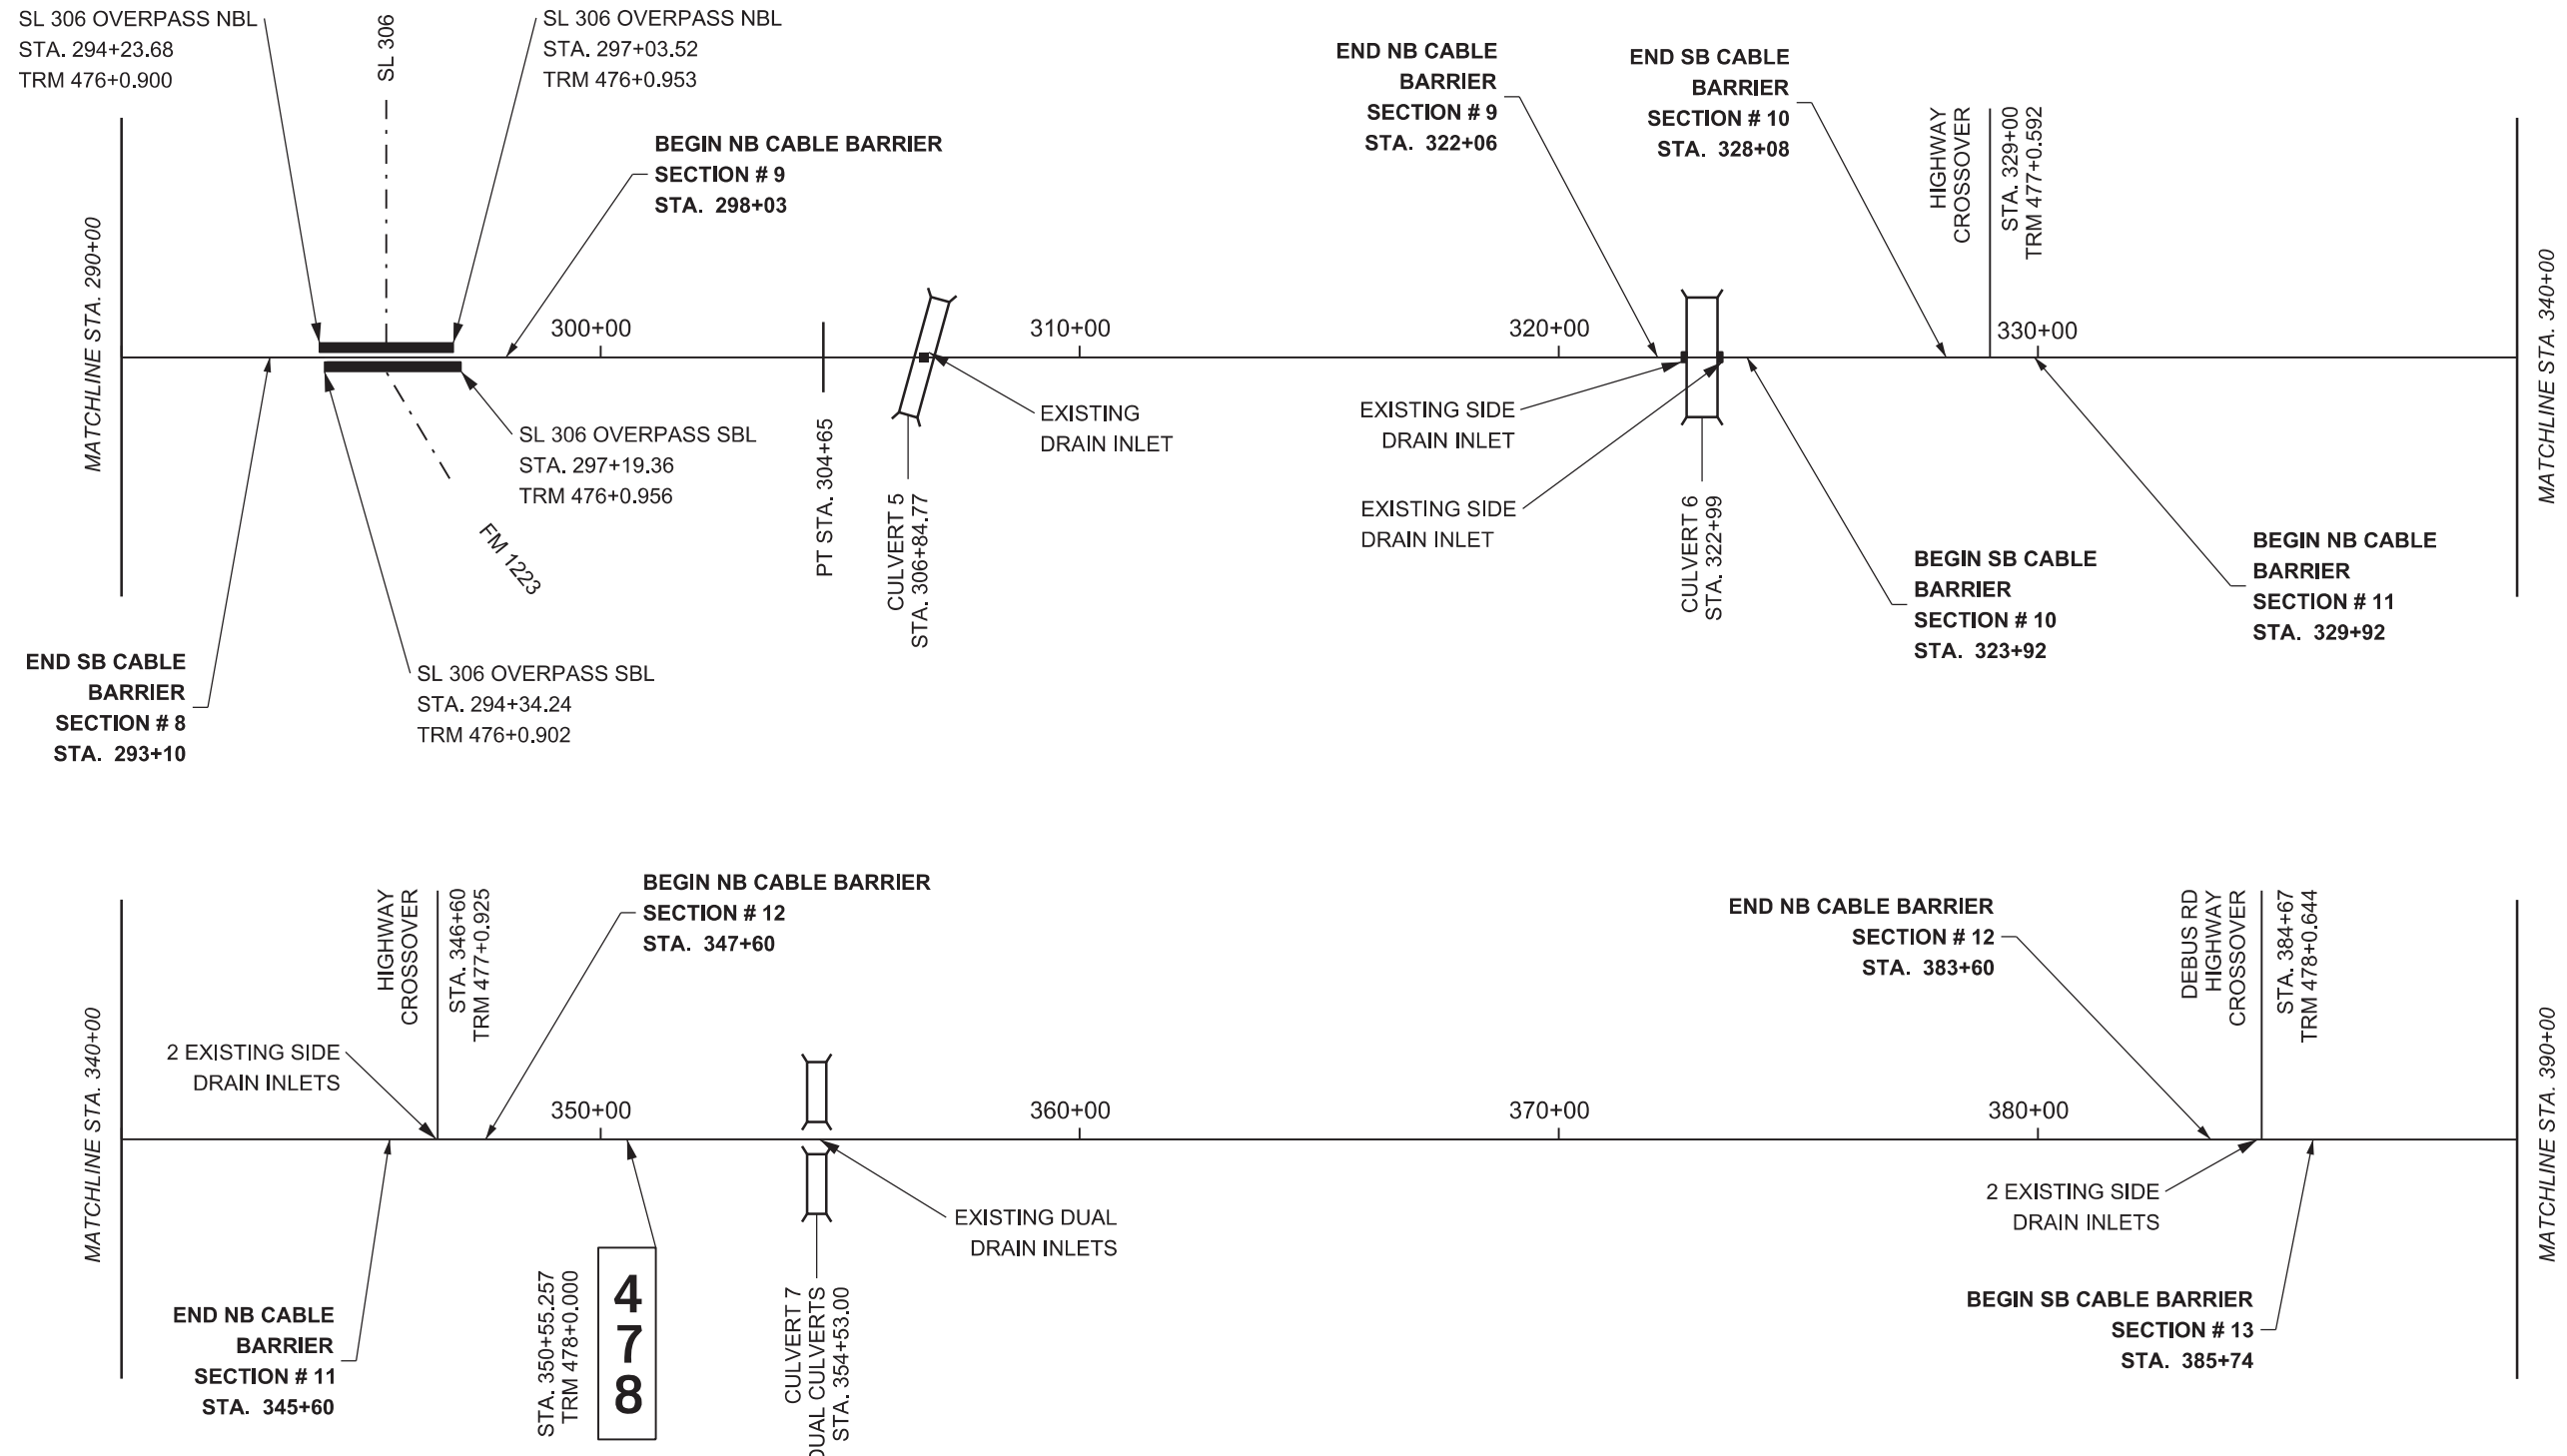 SL 306 OVERPASS NBL
STA. 294+23.68
TRM 476+0.900
SL 306
SL 306 OVERPASS NBL
STA. 297+03.52
TRM 476+0.953
BEGIN NB CABLE BARRIER
SECTION # 9
STA. 298+03
END NB CABLE
BARRIER
SECTION # 9
STA. 322+06
END SB CABLE
BARRIER
SECTION # 10
STA. 328+08
HIGHWAY
CROSSOVER
STA. 329+00
TRM 477+0.592
MATCHLINE STA. 290+00
300+00
310+00
320+00
330+00
MATCHLINE STA. 340+00
SL 306 OVERPASS SBL
STA. 297+19.36
TRM 476+0.956
FM 1223
PT STA. 304+65
CULVERT 5
STA. 306+84.77
EXISTING
DRAIN INLET
EXISTING SIDE
DRAIN INLET
EXISTING SIDE
DRAIN INLET
CULVERT 6
STA. 322+99
BEGIN SB CABLE
BARRIER
SECTION # 10
STA. 323+92
BEGIN NB CABLE
BARRIER
SECTION # 11
STA. 329+92
END SB CABLE
BARRIER
SECTION # 8
STA. 293+10
SL 306 OVERPASS SBL
STA. 294+34.24
TRM 476+0.902
HIGHWAY
CROSSOVER
STA. 346+60
TRM 477+0.925
BEGIN NB CABLE BARRIER
SECTION # 12
STA. 347+60
END NB CABLE BARRIER
SECTION # 12
STA. 383+60
DEBUS RD
HIGHWAY
CROSSOVER
STA. 384+67
TRM 478+0.644
MATCHLINE STA. 340+00
2 EXISTING SIDE
DRAIN INLETS
350+00
360+00
370+00
380+00
MATCHLINE STA. 390+00
END NB CABLE
BARRIER
SECTION # 11
STA. 345+60
STA. 350+55.257
TRM 478+0.000
4
7
8
CULVERT 7
DUAL CULVERTS
STA. 354+53.00
EXISTING DUAL
DRAIN INLETS
2 EXISTING SIDE
DRAIN INLETS
BEGIN SB CABLE BARRIER
SECTION # 13
STA. 385+74